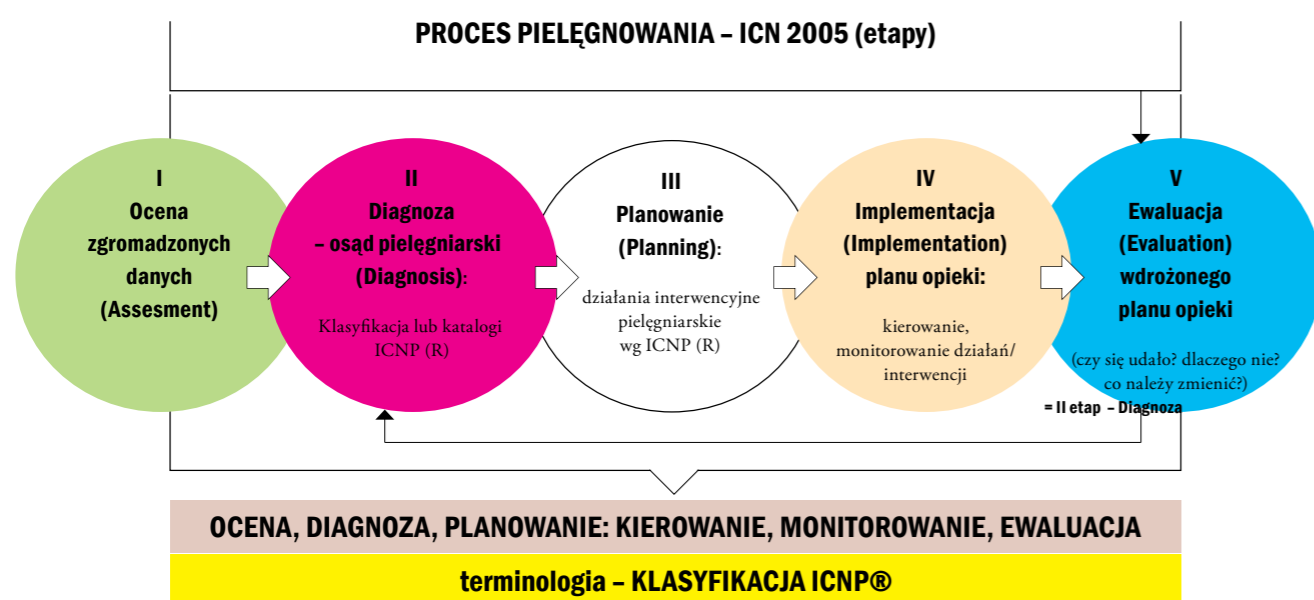 PROCES PIELĘGNOWANIA – ICN 2005 (etapy)
I
Ocena
zgromadzonych
danych
(Assesment)
II
Diagnoza
– osąd pielęgniarski
(Diagnosis):
Klasyfikacja lub katalogi
ICNP (R)
III
Planowanie
(Planning):
działania interwencyjne
pielęgniarskie
wg ICNP (R)
IV
Implementacja
(Implementation)
planu opieki:
kierowanie,
monitorowanie działań/
interwencji
V
Ewaluacja
(Evaluation)
wdrożonego
planu opieki
(czy się udało? dlaczego nie?
co należy zmienić?)
= II etap – Diagnoza
OCENA, DIAGNOZA, PLANOWANIE: KIEROWANIE, MONITOROWANIE, EWALUACJA
terminologia – KLASYFIKACJA ICNP®